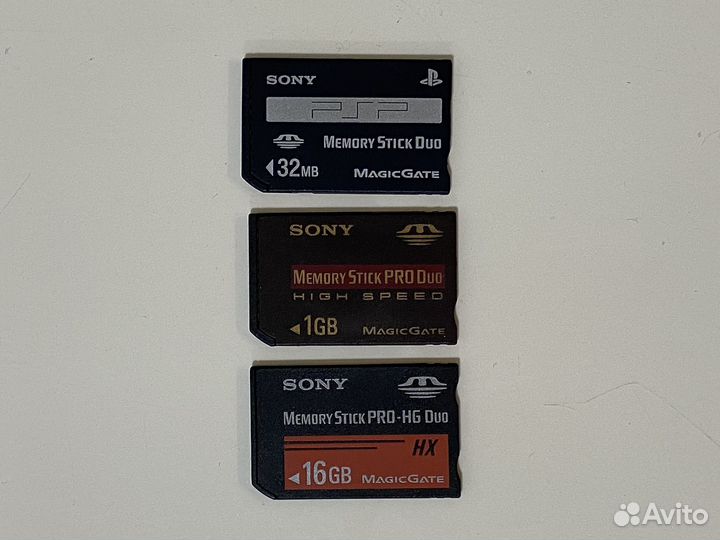 SONY
PSP
MEMORY STICK DUO
32MB MAGICGATE
SONY
MEMORY STICK PRO DUO
HIGH SPEED
1GB MAGICGATE
SONY
MEMORY STICK PRO-HG DUO
HX
16GB MAGICGATE
Avito